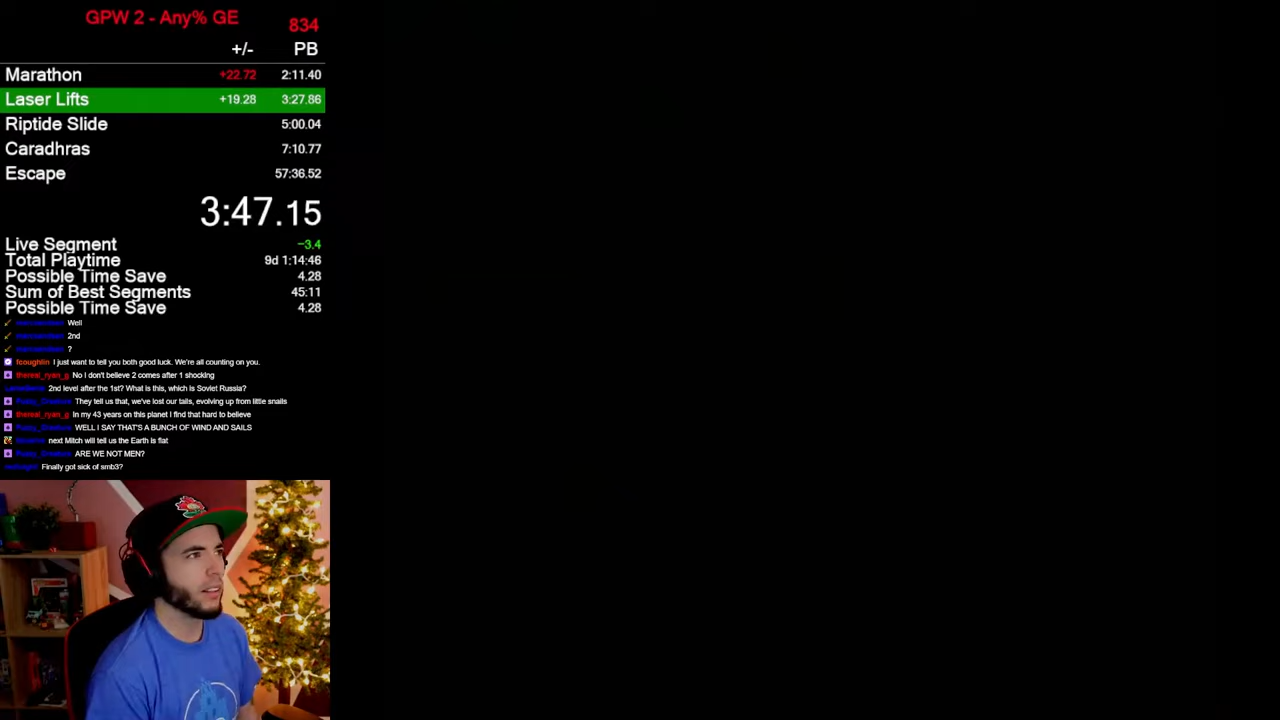 GPW 2 - Any% GE
834
+/- PB
Marathon +22.72 2:11.40
Laser Lifts +19.28 3:27.86
Riptide Slide 5:00.04
Caradhras 7:10.77
Escape 57:36.52
3:47.15
Live Segment −3.4
Total Playtime 9d 1:14:46
Possible Time Save 4.28
Sum of Best Segments 45:11
Possible Time Save 4.28
Well
2nd
?
fcoughlin I just want to tell you both good luck. We're all counting on you.
thereal_ryan_g No I don't believe 2 comes after 1 shocking
2nd level after the 1st? What is this, which is Soviet Russia?
They tell us that, we've lost our tails, evolving up from little snails
thereal_ryan_g In my 43 years on this planet I find that hard to believe
WELL I SAY THAT'S A BUNCH OF WIND AND SAILS
next Mitch will tell us the Earth is flat
ARE WE NOT MEN?
Finally got sick of smb3?